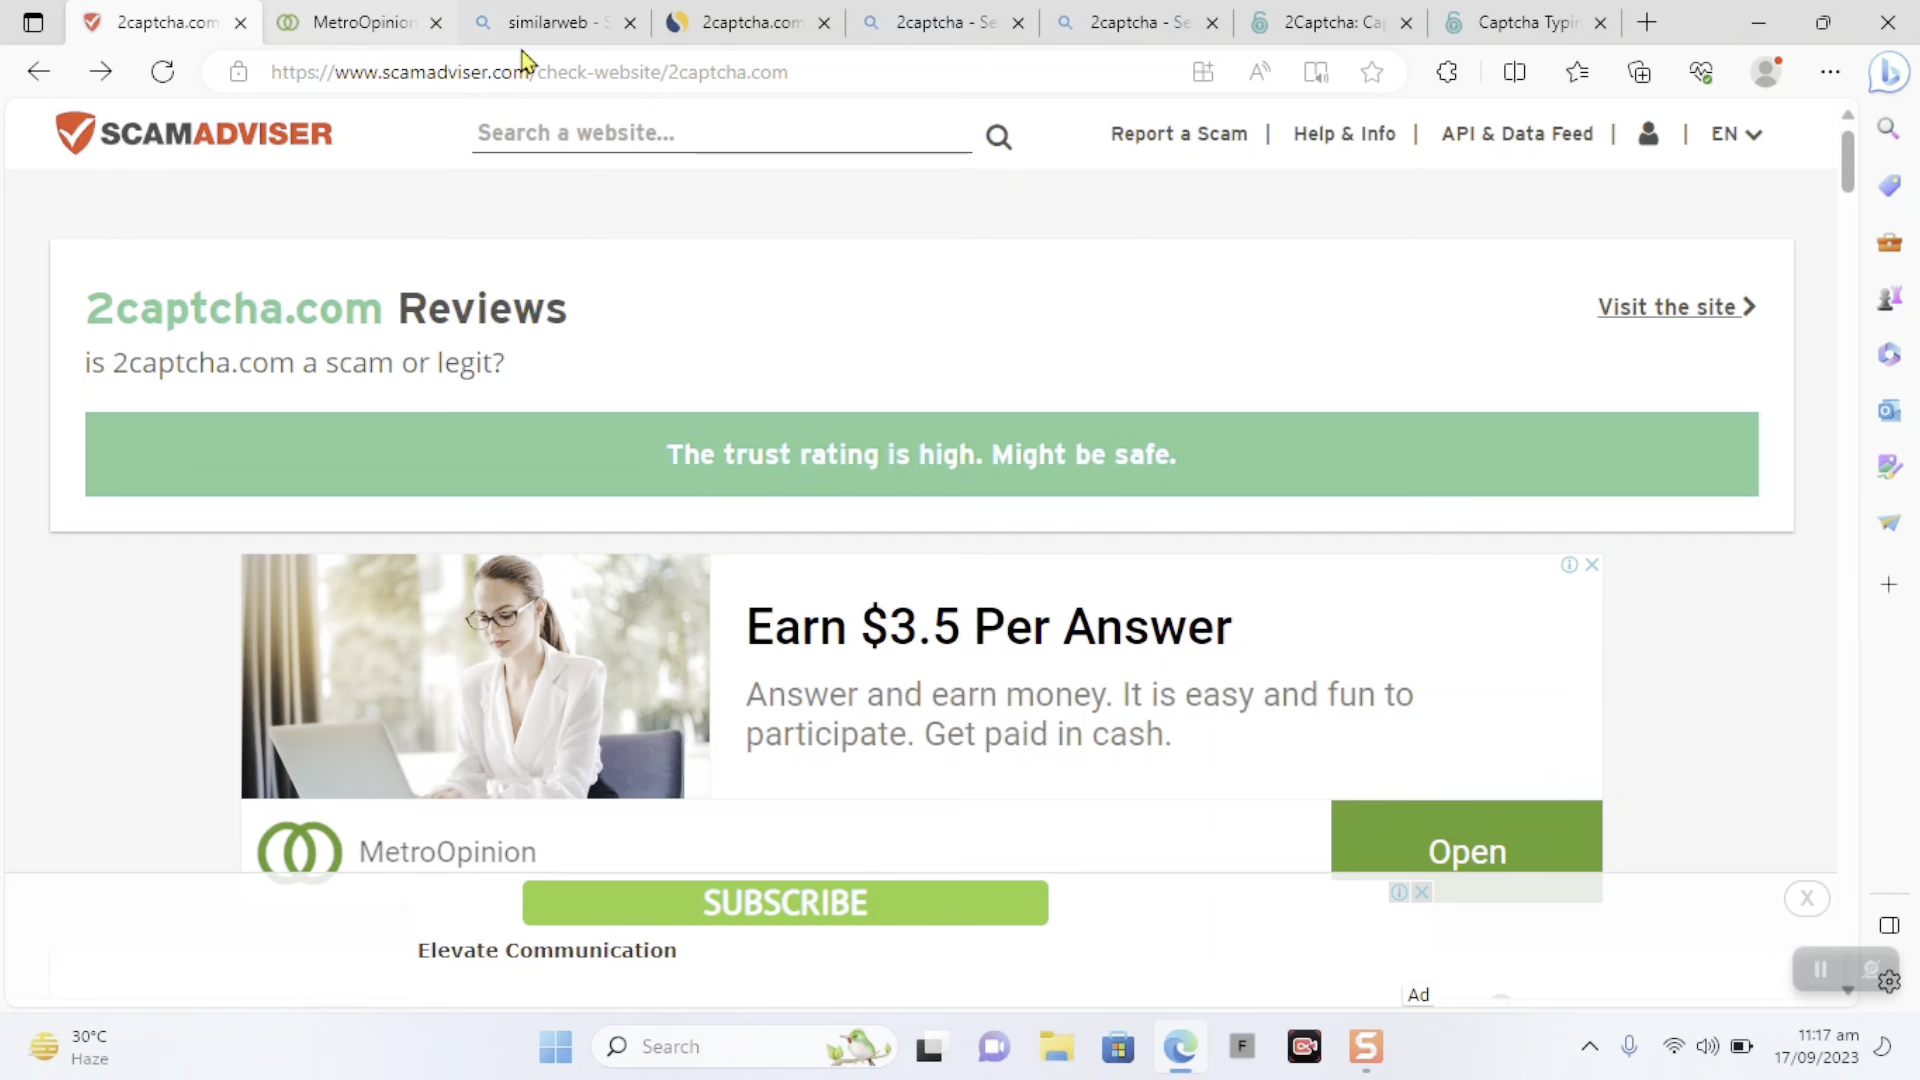 2captcha.com
MetroOpinion
similarweb - S
2captcha.com
2captcha - Se
2captcha - Se
2Captcha: Ca
Captcha Typi
https://www.scamadviser.com/check-website/2captcha.com
SCAMADVISER
Search a website...
Report a Scam | Help & Info | API & Data Feed | | EN
2captcha.com Reviews
Visit the site
is 2captcha.com a scam or legit?
The trust rating is high. Might be safe.
Earn $3.5 Per Answer
Answer and earn money. It is easy and fun to
participate. Get paid in cash.
MetroOpinion
Open
SUBSCRIBE
X
Elevate Communication
Ad
30°C
Haze
Search
F
S
11:17 am
17/09/2023